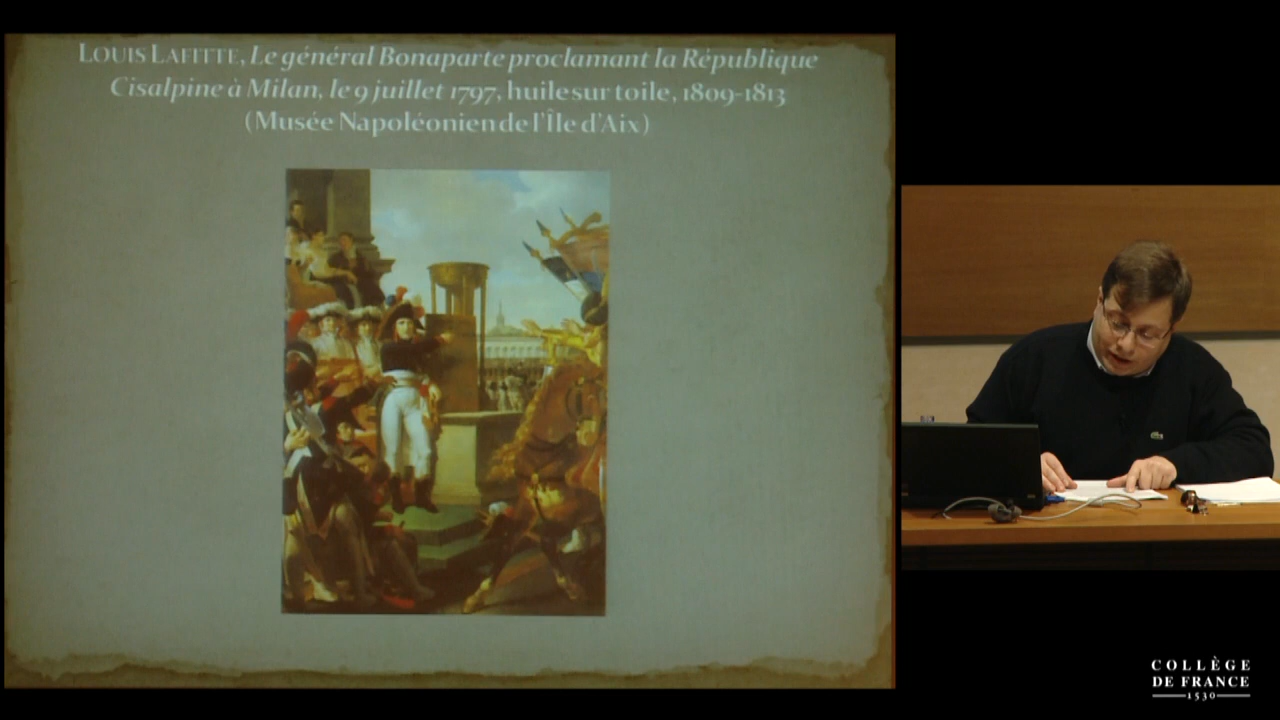 LOUIS LAFITTE, Le général Bonaparte proclamant la République
Cisalpine à Milan, le 9 juillet 1797, huile sur toile, 1809-1813
(Musée Napoléonien de l'Île d'Aix)
COLLÈGE
DE FRANCE
1530